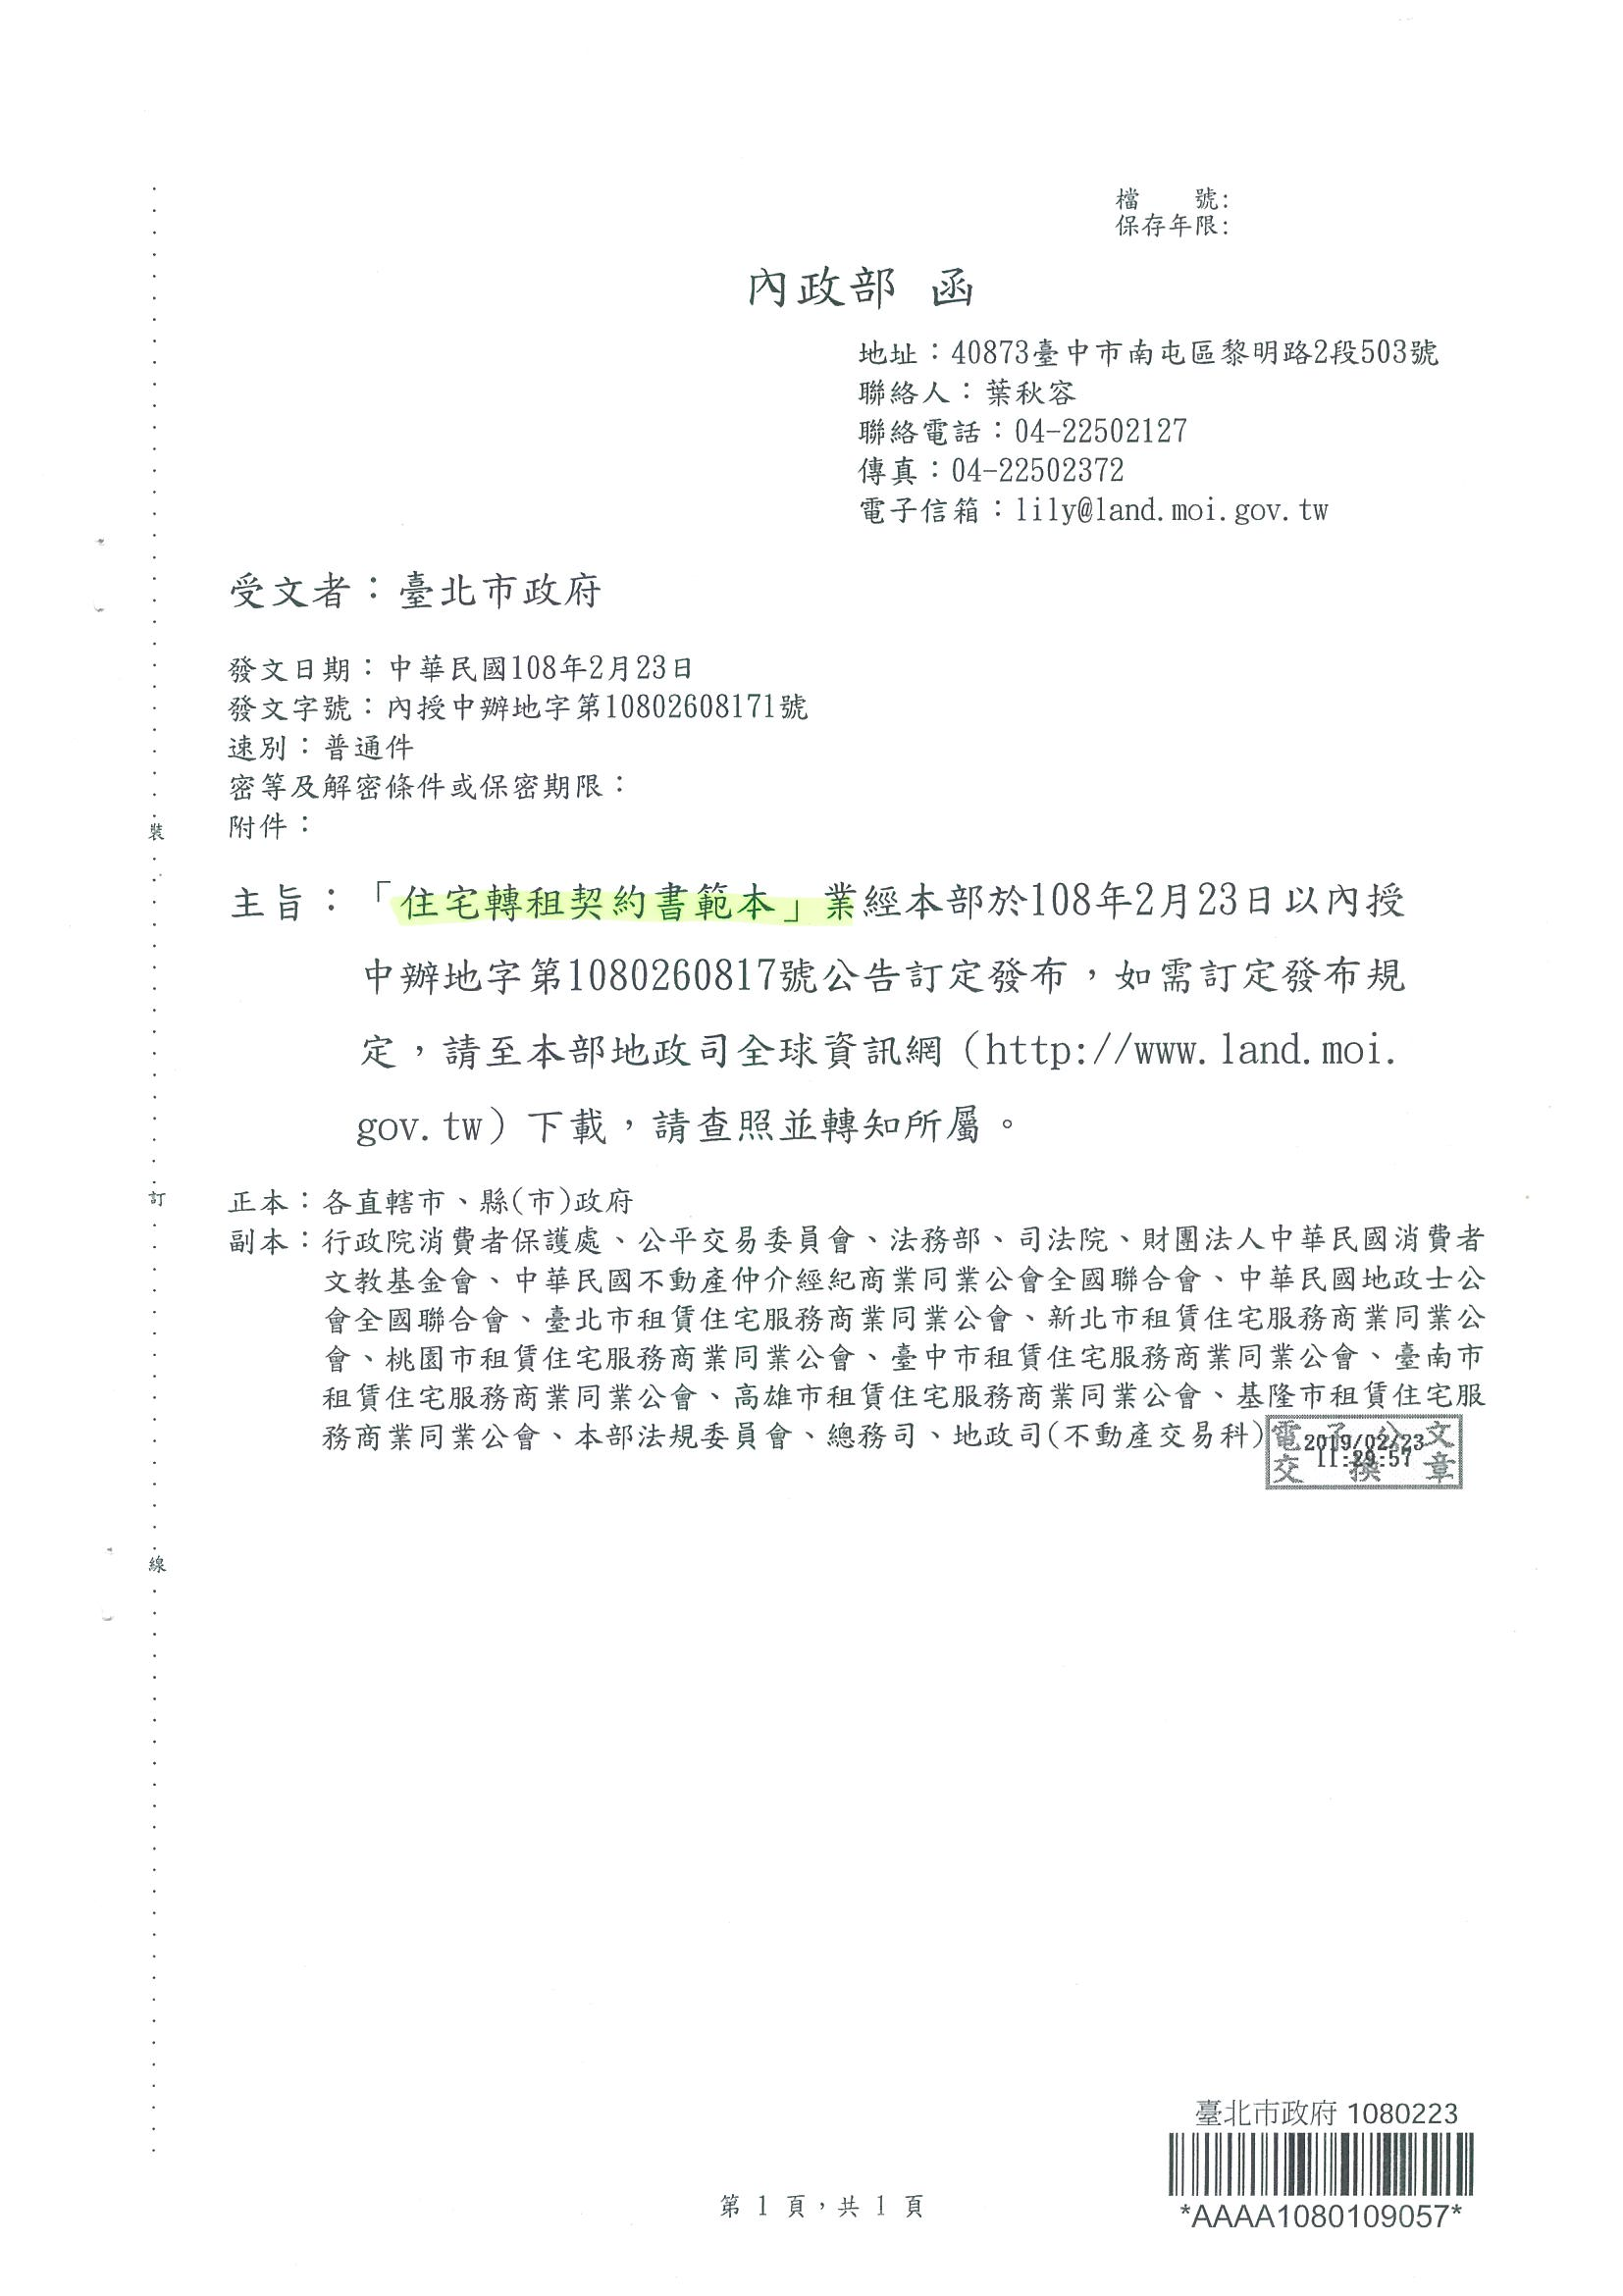 檔　　號:
保存年限:
內政部 函
地址：40873臺中市南屯區黎明路2段503號
聯絡人：葉秋容
聯絡電話：04-22502127
傳真：04-22502372
電子信箱：lily@land.moi.gov.tw
受文者：臺北市政府
發文日期：中華民國108年2月23日
發文字號：內授中辦地字第10802608171號
速別：普通件
密等及解密條件或保密期限：
附件：
主旨：「住宅轉租契約書範本」業經本部於108年2月23日以內授
中辦地字第1080260817號公告訂定發布，如需訂定發布規
定，請至本部地政司全球資訊網（http://www.land.moi.
gov.tw）下載，請查照並轉知所屬。
正本：各直轄市、縣(市)政府
副本：行政院消費者保護處、公平交易委員會、法務部、司法院、財團法人中華民國消費者
文教基金會、中華民國不動產仲介經紀商業同業公會全國聯合會、中華民國地政士公
會全國聯合會、臺北市租賃住宅服務商業同業公會、新北市租賃住宅服務商業同業公
會、桃園市租賃住宅服務商業同業公會、臺中市租賃住宅服務商業同業公會、臺南市
租賃住宅服務商業同業公會、高雄市租賃住宅服務商業同業公會、基隆市租賃住宅服
務商業同業公會、本部法規委員會、總務司、地政司(不動產交易科)
電子公文
交換章
2019/02/23
11:29:57
裝
訂
線
臺北市政府 1080223
*AAAA1080109057*
第 1 頁，共 1 頁